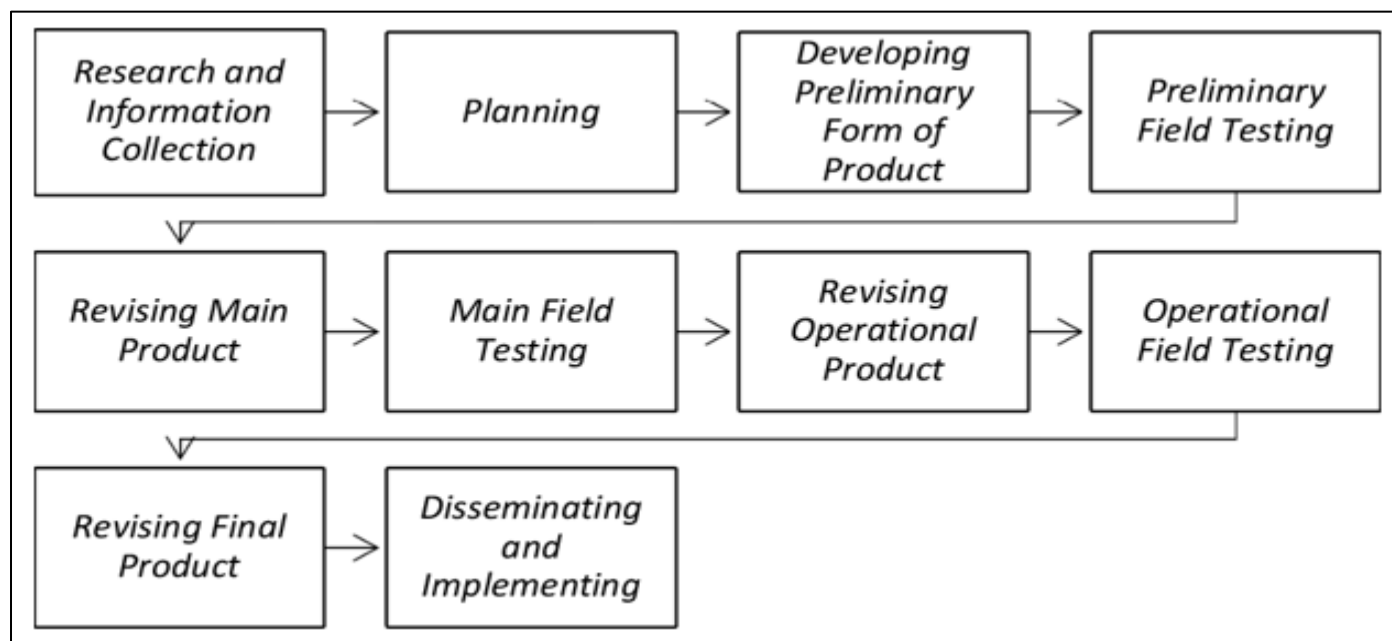 Research and
Information
Collection
Planning
Developing
Preliminary
Form of
Product
Preliminary
Field Testing
Revising Main
Product
Main Field
Testing
Revising
Operational
Product
Operational
Field Testing
Revising Final
Product
Disseminating
and
Implementing